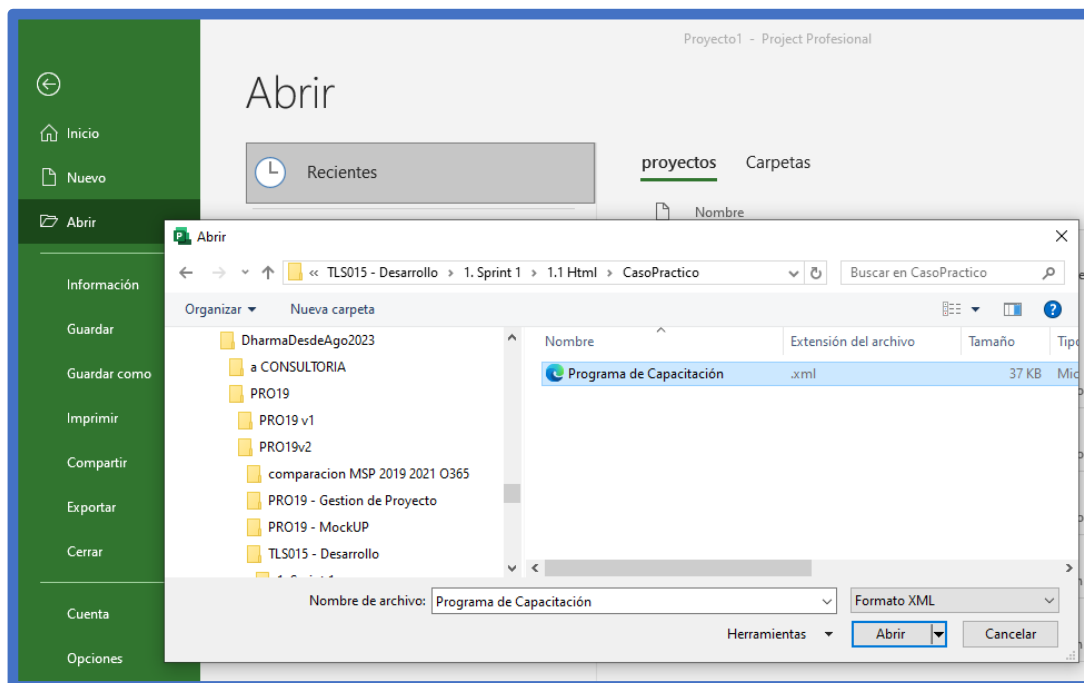 Proyecto1 - Project Profesional
Abrir
Inicio
Nuevo
Abrir
Información
Guardar
Guardar como
Imprimir
Compartir
Exportar
Cerrar
Cuenta
Opciones
Recientes
proyectos Carpetas
Nombre
Abrir
« TLS015 - Desarrollo › 1. Sprint 1 › 1.1 Html › CasoPractico
Buscar en CasoPractico
Organizar Nueva carpeta
DharmaDesdeAgo2023
a CONSULTORIA
PRO19
PRO19 v1
PRO19v2
comparacion MSP 2019 2021 O365
PRO19 - Gestion de Proyecto
PRO19 - MockUP
TLS015 - Desarrollo
Nombre Extensión del archivo Tamaño Tipo
Programa de Capacitación .xml 37 KB Mic
Nombre de archivo: Programa de Capacitación Formato XML
Herramientas Abrir Cancelar